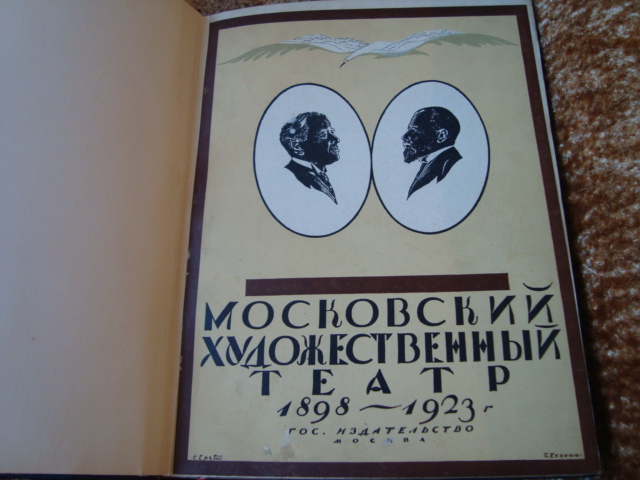 МОСКОВСКИЙ
ХУДОЖЕСТВЕННЫЙ
ТЕАТР
1898 — 1923 г
ГОС. ИЗДАТЕЛЬСТВО
МОСКВА